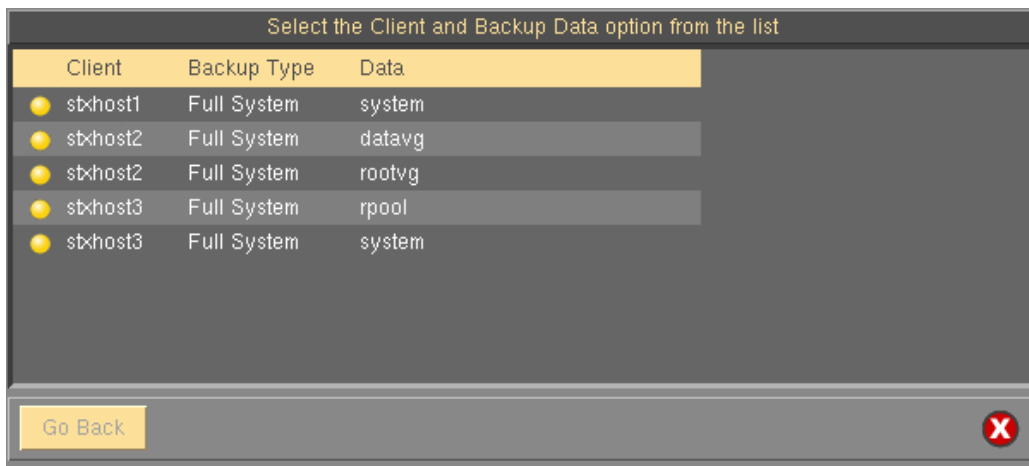 Select the Client and Backup Data option from the list
Client Backup Type Data
stxhost1 Full System system
stxhost2 Full System datavg
stxhost2 Full System rootvg
stxhost3 Full System rpool
stxhost3 Full System system
Go Back
X